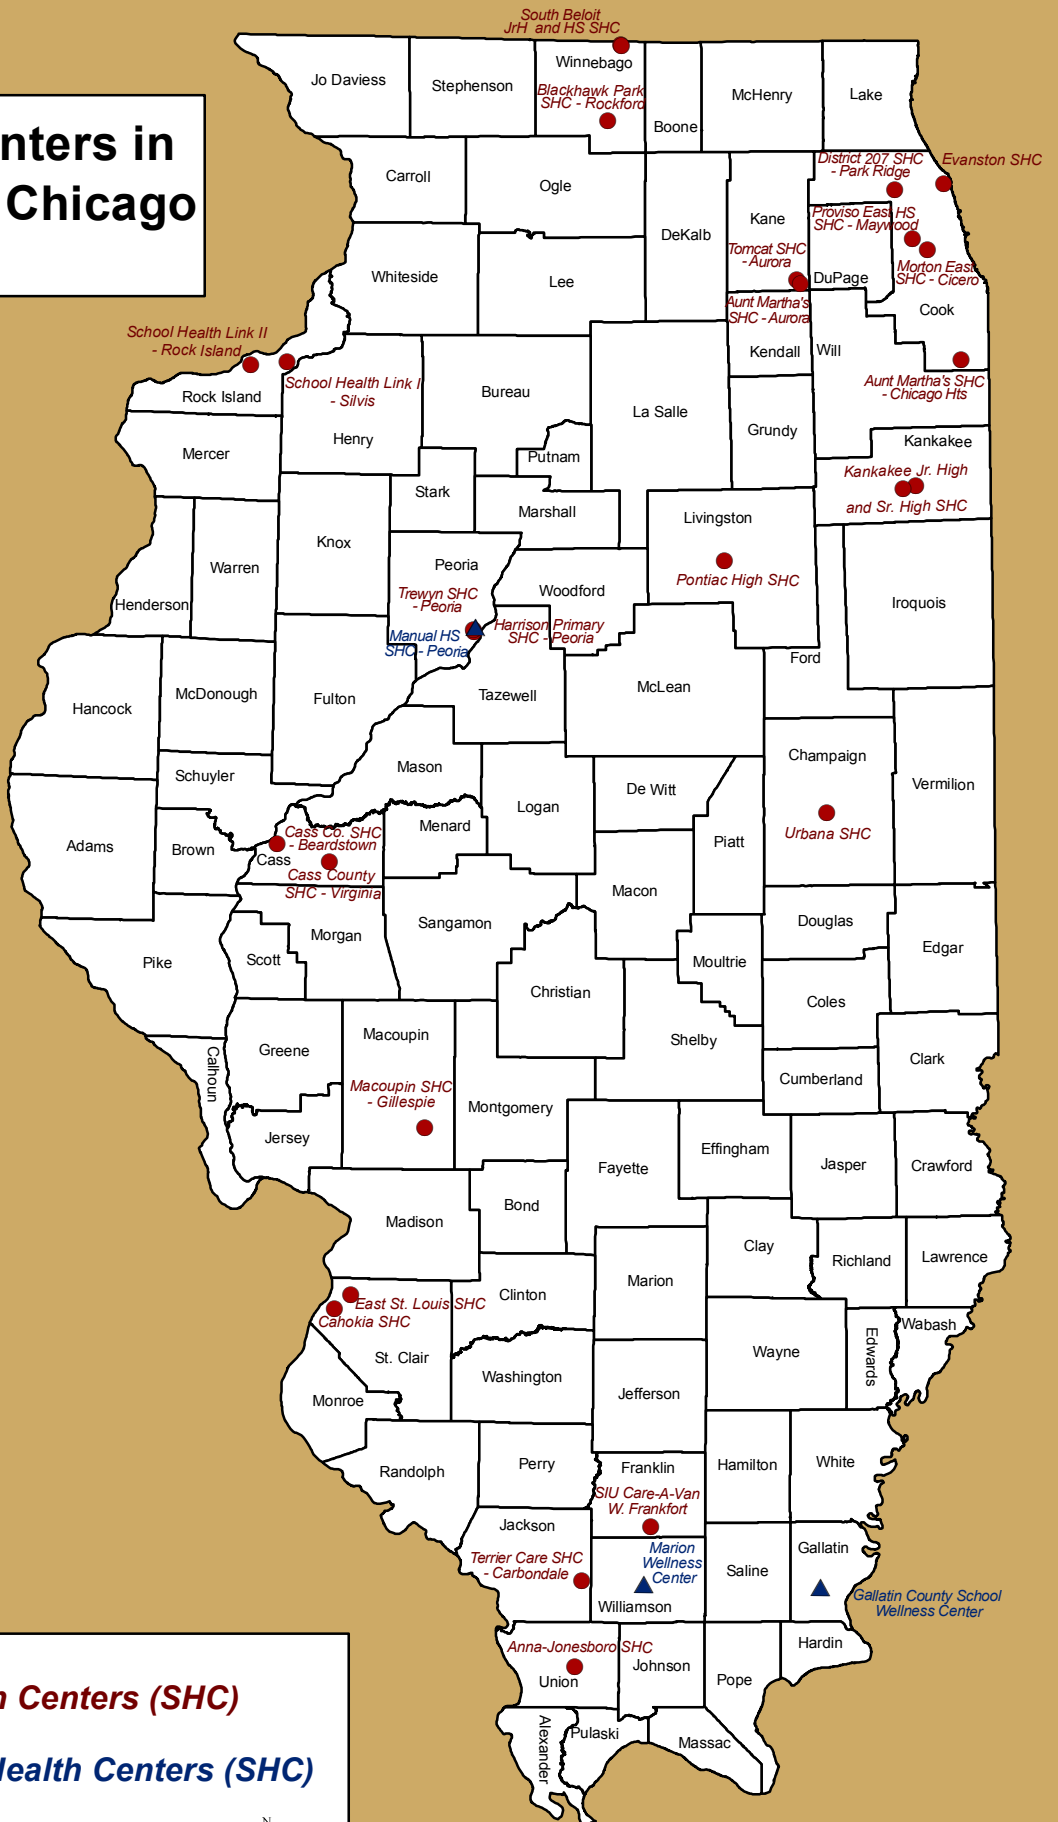 South Beloit
JrH and HS SHC
nters in
Chicago
Jo Daviess
Stephenson
Winnebago
Blackhawk Park
SHC - Rockford
Boone
McHenry
Lake
Carroll
Ogle
DeKalb
Kane
District 207 SHC
- Park Ridge
Evanston SHC
Proviso East HS
SHC - Maywood
Tomcat SHC
- Aurora
DuPage
Morton East
SHC - Cicero
Cook
Whiteside
Lee
Aunt Martha's
SHC - Aurora
School Health Link II
- Rock Island
School Health Link I
- Silvis
Rock Island
Bureau
Kendall
Will
Aunt Martha's SHC
- Chicago Hts
La Salle
Grundy
Kankakee
Henry
Mercer
Putnam
Kankakee Jr. High
and Sr. High SHC
Stark
Marshall
Livingston
Pontiac High SHC
Knox
Warren
Henderson
Peoria
Trewyn SHC
- Peoria
Woodford
Iroquois
Manual HS
SHC - Peoria
Harrison Primary
SHC - Peoria
Ford
Hancock
McDonough
Fulton
Tazewell
McLean
Schuyler
Mason
Logan
De Witt
Champaign
Vermilion
Urbana SHC
Piatt
Adams
Brown
Cass
Cass Co. SHC
- Beardstown
Cass County
SHC - Virginia
Menard
Macon
Sangamon
Douglas
Edgar
Pike
Scott
Morgan
Moultrie
Christian
Coles
Shelby
Macoupin
Greene
Calhoun
Macoupin SHC
- Gillespie
Cumberland
Clark
Jersey
Montgomery
Effingham
Fayette
Jasper
Crawford
Madison
Bond
Clay
Richland
Lawrence
Marion
Clinton
East St. Louis SHC
Cahokia SHC
St. Clair
Wabash
Edwards
Wayne
Washington
Jefferson
Monroe
Randolph
Perry
Franklin
Hamilton
White
SIU Care-A-Van
W. Frankfort
Jackson
Marion
Wellness
Center
Gallatin
Terrier Care SHC
- Carbondale
Saline
Williamson
Gallatin County School
Wellness Center
Anna-Jonesboro SHC
Union
Johnson
Hardin
Pope
Alexander
Pulaski
Massac
n Centers (SHC)
Health Centers (SHC)
N